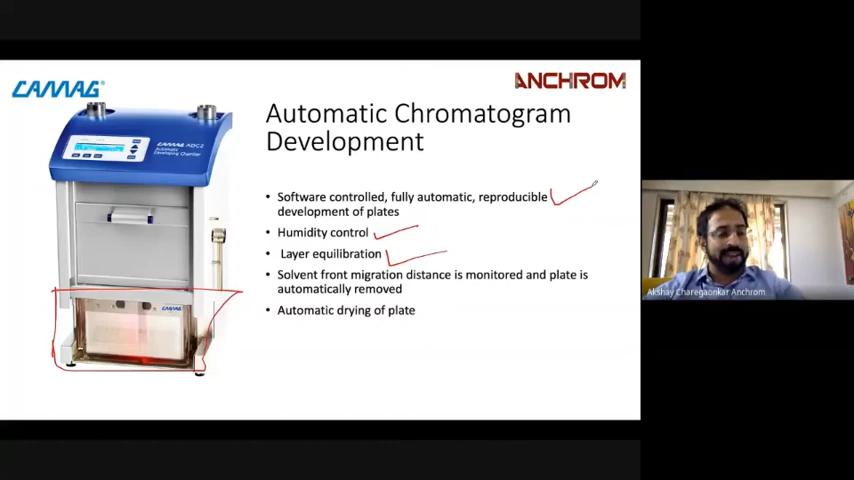 CAMAG
ANCHROM
Automatic Chromatogram
Development
CAMAG ADC2
Automatic
Developing Chamber
• Software controlled, fully automatic, reproducible
development of plates
• Humidity control
• Layer equilibration
• Solvent front migration distance is monitored and plate is
automatically removed
• Automatic drying of plate
CAMAG
Akshay Charegaonkar Anchrom